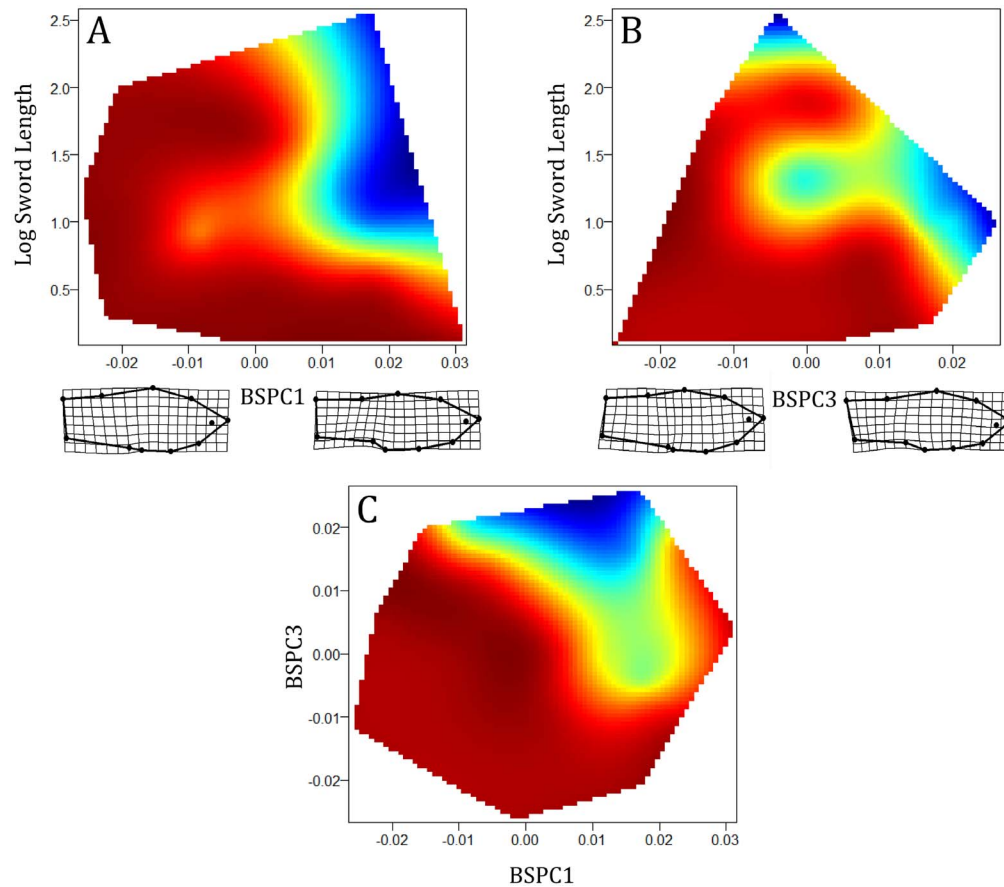 A
Log Sword Length
2.5
2.0
1.5
1.0
0.5
-0.02 -0.01 0.00 0.01 0.02 0.03
BSPC1
B
Log Sword Length
2.5
2.0
1.5
1.0
0.5
-0.02 -0.01 0.00 0.01 0.02
BSPC3
C
BSPC3
0.02
0.01
0.00
-0.01
-0.02
-0.02 -0.01 0.00 0.01 0.02 0.03
BSPC1